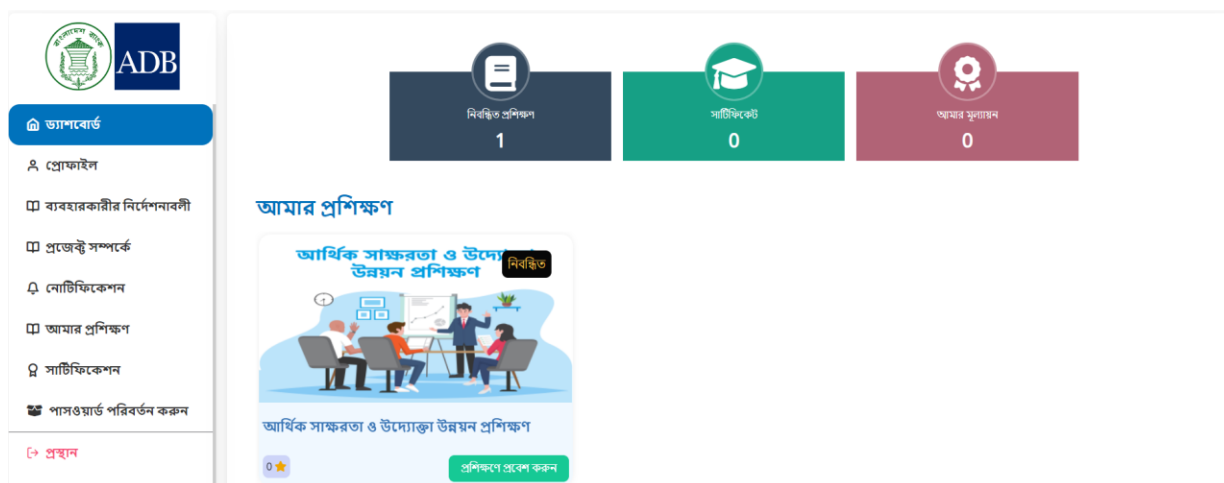 ADB
ড্যাশবোর্ড
প্রোফাইল
ব্যবহারকারীর নির্দেশনাবলী
প্রজেক্ট সম্পর্কে
নোটিফিকেশন
আমার প্রশিক্ষণ
সার্টিফিকেশন
পাসওয়ার্ড পরিবর্তন করুন
প্রস্থান
নিবন্ধিত প্রশিক্ষণ
1
সার্টিফিকেট
0
আমার মূল্যায়ন
0
আমার প্রশিক্ষণ
আর্থিক সাক্ষরতা ও
উন্নয়ন প্রশিক্ষণ
নিবন্ধিত
আর্থিক সাক্ষরতা ও উদ্যোক্তা উন্নয়ন প্রশিক্ষণ
0
প্রশিক্ষণে প্রবেশ করুন